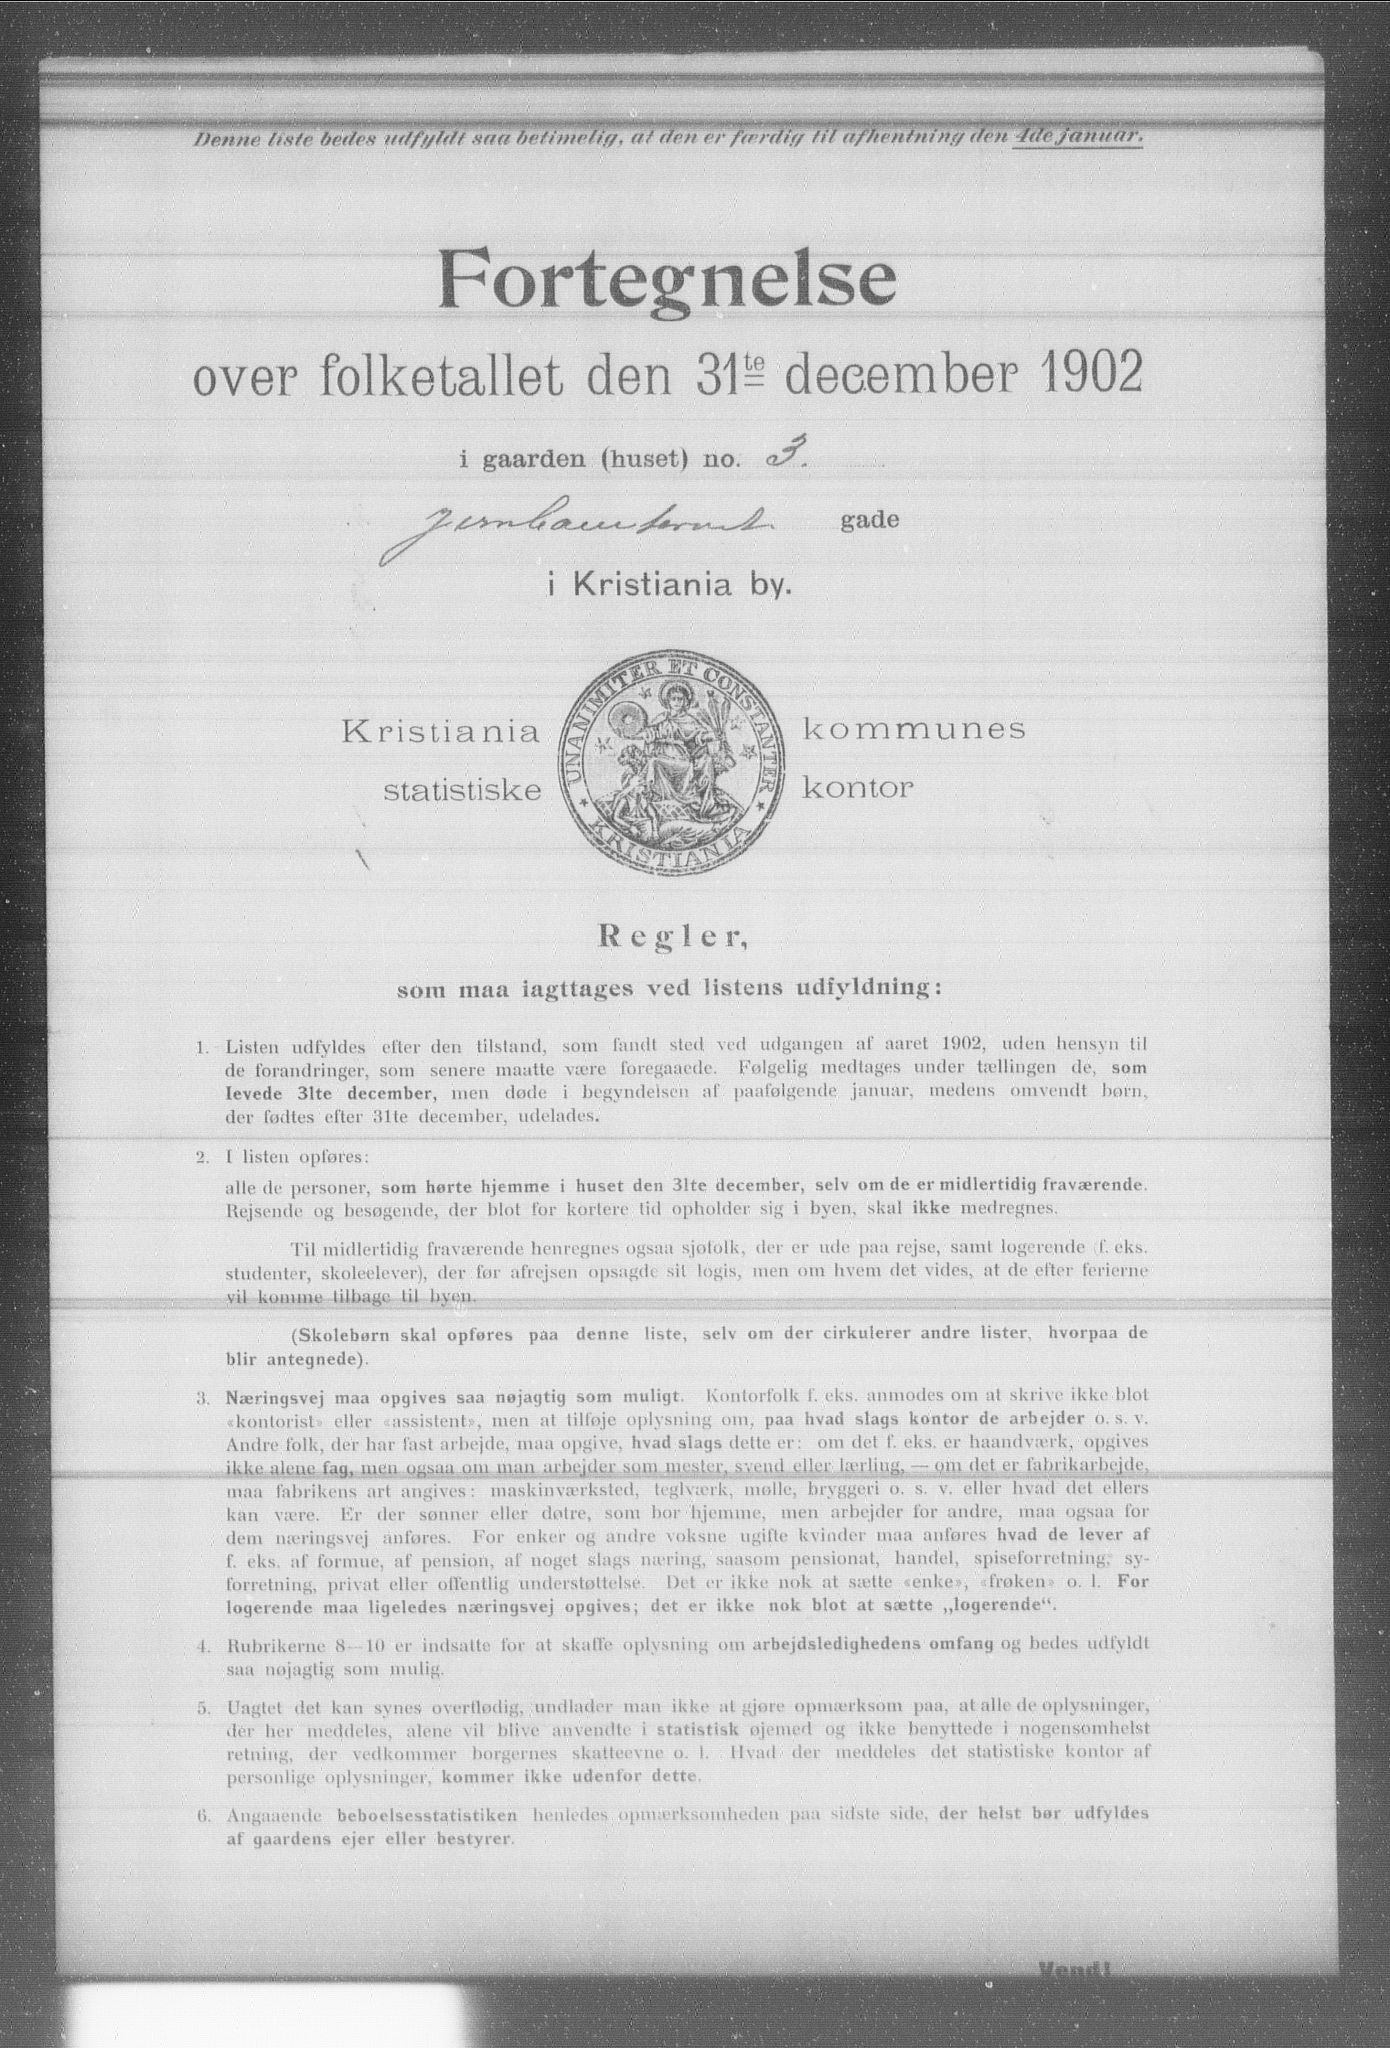 Denne liste bedes udfyldt saa betimelig, at den er færdig til afhentning den 4de januar.
Fortegnelse
over folketallet den 31te december 1902
i gaarden (huset) no. 3.
gade
i Kristiania by.
Kristiania kommunes
statistiske kontor
UNANIMITER ET CONSTANTER
KRISTIANIA
Regler,
som maa iagttages ved listens udfyldning:
1. Listen udfyldes efter den tilstand, som fandt sted ved udgangen af aaret 1902, uden hensyn til
de forandringer, som senere maatte være foregaaede. Følgelig medtages under tællingen de, som
levede 31te december, men døde i begyndelsen af paafølgende januar, medens omvendt børn,
der fødtes efter 31te december, udelades.
2. I listen opføres:
alle de personer, som hørte hjemme i huset den 31te december, selv om de er midlertidig fraværende.
Rejsende og besøgende, der blot for kortere tid opholder sig i byen, skal ikke medregnes.
Til midlertidig fraværende henregnes ogsaa sjøfolk, der er ude paa rejse, samt logerende (f. eks.
studenter, skoleelever), der før afrejsen opsagde sit logis, men om hvem det vides, at de efter ferierne
vil komme tilbage til byen.
(Skolebørn skal opføres paa denne liste, selv om der cirkulerer andre lister, hvorpaa de
blir antegnede).
3. Næringsvej maa opgives saa nøjagtig som muligt. Kontorfolk f. eks. anmodes om at skrive ikke blot
«kontorist» eller «assistent», men at tilføje oplysning om, paa hvad slags kontor de arbejder o. s. v.
Andre folk, der har fast arbejde, maa opgive, hvad slags dette er: om det f. eks. er haandværk, opgives
ikke alene fag, men ogsaa om man arbejder som mester, svend eller lærling, — om det er fabrikarbejde,
maa fabrikens art angives: maskinværksted, teglværk, mølle, bryggeri o. s. v. eller hvad det ellers
kan være. Er der sønner eller døtre, som bor hjemme, men arbejder for andre, maa ogsaa for
dem næringsvej anføres. For enker og andre voksne ugifte kvinder maa anføres hvad de lever af
f. eks. af formue, af pension, af noget slags næring, saasom pensionat, handel, spiseforretning, sy-
forretning, privat eller offentlig understøttelse. Det er ikke nok at sætte «enke», «frøken» o. l. For
logerende maa ligeledes næringsvej opgives; det er ikke nok blot at sætte „logerende“.
4. Rubrikerne 8—10 er indsatte for at skaffe oplysning om arbejdsledighedens omfang og bedes udfyldt
saa nøjagtig som mulig.
5. Uagtet det kan synes overflødig, undlader man ikke at gjøre opmærksom paa, at alle de oplysninger,
der her meddeles, alene vil blive anvendte i statistisk øjemed og ikke benyttede i nogensomhelst
retning, der vedkommer borgernes skatteevne o. l. Hvad der meddeles det statistiske kontor af
personlige oplysninger, kommer ikke udenfor dette.
6. Angaaende beboelsesstatistiken henledes opmærksomheden paa sidste side, der helst bør udfyldes
af gaardens ejer eller bestyrer.
Vend!